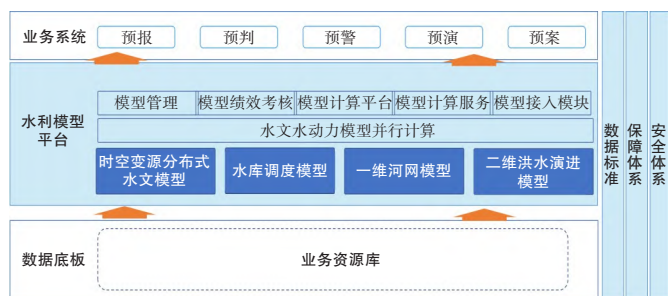 业务系统
预报
预判
预警
预演
预案
水利模型
平台
模型管理
模型绩效考核
模型计算平台
模型计算服务
模型接入模块
水文水动力模型并行计算
时空变源分布式
水文模型
水库调度模型
一维河网模型
二维洪水演进
模型
数据底板
业务资源库
数据标准
保障体系
安全体系